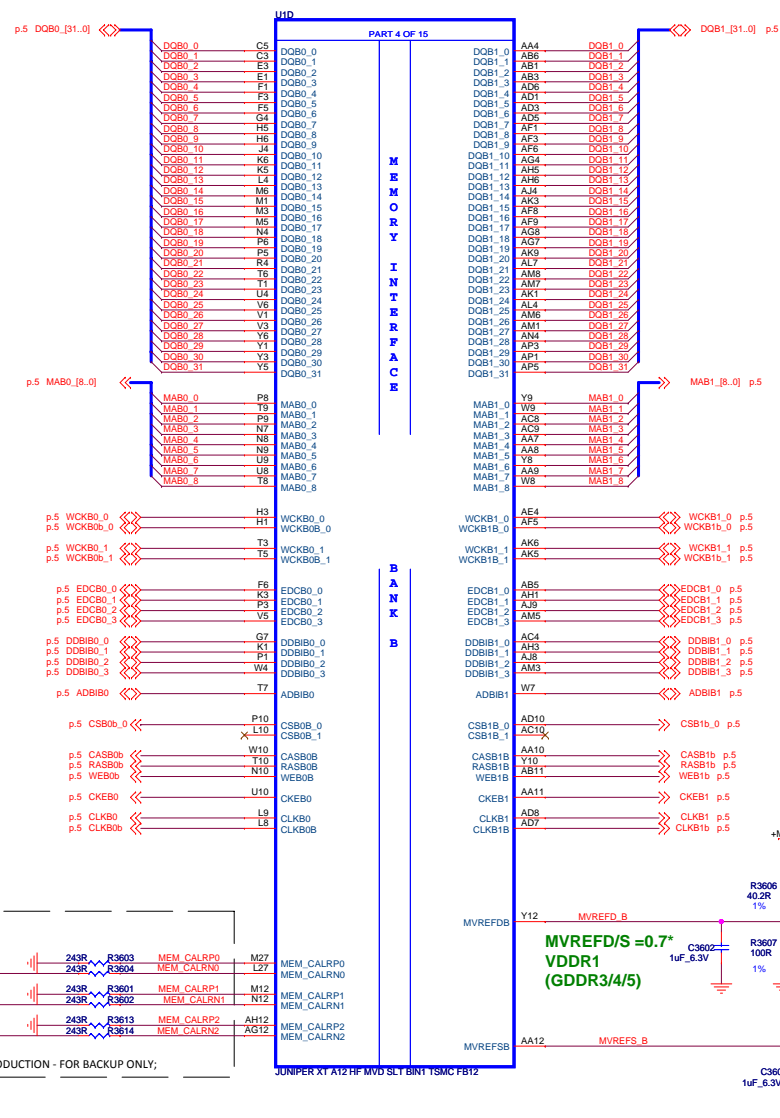 U1D
PART 4 OF 15
p.5 DQB0_[31..0]
DQB1_[31..0] p.5
DQB0_0 C5 DQB0_0 DQB1_0 AA4 DQB1_0
DQB0_1 C3 DQB0_1 DQB1_1 AB6 DQB1_1
DQB0_2 E3 DQB0_2 DQB1_2 AB1 DQB1_2
DQB0_3 E1 DQB0_3 DQB1_3 AB3 DQB1_3
DQB0_4 F1 DQB0_4 DQB1_4 AD6 DQB1_4
DQB0_5 F3 DQB0_5 DQB1_5 AD1 DQB1_5
DQB0_6 F5 DQB0_6 DQB1_6 AD3 DQB1_6
DQB0_7 G4 DQB0_7 DQB1_7 AD5 DQB1_7
DQB0_8 H5 DQB0_8 DQB1_8 AF1 DQB1_8
DQB0_9 H6 DQB0_9 DQB1_9 AF3 DQB1_9
DQB0_10 J4 DQB0_10 DQB1_10 AF6 DQB1_10
DQB0_11 K6 DQB0_11 DQB1_11 AG4 DQB1_11
DQB0_12 K5 DQB0_12 DQB1_12 AH5 DQB1_12
DQB0_13 L4 DQB0_13 DQB1_13 AH6 DQB1_13
DQB0_14 M6 DQB0_14 DQB1_14 AJ4 DQB1_14
DQB0_15 M1 DQB0_15 DQB1_15 AK3 DQB1_15
DQB0_16 M3 DQB0_16 DQB1_16 AF8 DQB1_16
DQB0_17 M5 DQB0_17 DQB1_17 AF9 DQB1_17
DQB0_18 N4 DQB0_18 DQB1_18 AG8 DQB1_18
DQB0_19 P6 DQB0_19 DQB1_19 AG7 DQB1_19
DQB0_20 P5 DQB0_20 DQB1_20 AK9 DQB1_20
DQB0_21 R4 DQB0_21 DQB1_21 AL7 DQB1_21
DQB0_22 T6 DQB0_22 DQB1_22 AM8 DQB1_22
DQB0_23 T1 DQB0_23 DQB1_23 AM7 DQB1_23
DQB0_24 U4 DQB0_24 DQB1_24 AK1 DQB1_24
DQB0_25 V6 DQB0_25 DQB1_25 AL4 DQB1_25
DQB0_26 V1 DQB0_26 DQB1_26 AM6 DQB1_26
DQB0_27 V3 DQB0_27 DQB1_27 AM1 DQB1_27
DQB0_28 Y6 DQB0_28 DQB1_28 AN4 DQB1_28
DQB0_29 Y1 DQB0_29 DQB1_29 AP3 DQB1_29
DQB0_30 Y3 DQB0_30 DQB1_30 AP1 DQB1_30
DQB0_31 Y5 DQB0_31 DQB1_31 AP5 DQB1_31
MEMORY INTERFACE
p.5 MAB0_[8..0]
MAB1_[8..0] p.5
MAB0_0 P8 MAB0_0 MAB1_0 Y9 MAB1_0
MAB0_1 T9 MAB0_1 MAB1_1 W9 MAB1_1
MAB0_2 P9 MAB0_2 MAB1_2 AC8 MAB1_2
MAB0_3 N7 MAB0_3 MAB1_3 AC9 MAB1_3
MAB0_4 N8 MAB0_4 MAB1_4 AA7 MAB1_4
MAB0_5 N9 MAB0_5 MAB1_5 AA8 MAB1_5
MAB0_6 U9 MAB0_6 MAB1_6 Y8 MAB1_6
MAB0_7 U8 MAB0_7 MAB1_7 AA9 MAB1_7
MAB0_8 T8 MAB0_8 MAB1_8 W8 MAB1_8
p.5 WCKB0_0 H3 WCKB0_0 WCKB1_0 AE4 WCKB1_0 p.5
p.5 WCKB0b_0 H1 WCKB0B_0 WCKB1B_0 AF5 WCKB1b_0 p.5
p.5 WCKB0_1 T3 WCKB0_1 WCKB1_1 AK6 WCKB1_1 p.5
p.5 WCKB0b_1 T5 WCKB0B_1 WCKB1B_1 AK5 WCKB1b_1 p.5
BANK B
p.5 EDCB0_0 F6 EDCB0_0 EDCB1_0 AB5 EDCB1_0 p.5
p.5 EDCB0_1 K3 EDCB0_1 EDCB1_1 AH1 EDCB1_1 p.5
p.5 EDCB0_2 P3 EDCB0_2 EDCB1_2 AJ9 EDCB1_2 p.5
p.5 EDCB0_3 V5 EDCB0_3 EDCB1_3 AM5 EDCB1_3 p.5
p.5 DDBIB0_0 G7 DDBIB0_0 DDBIB1_0 AC4 DDBIB1_0 p.5
p.5 DDBIB0_1 K1 DDBIB0_1 DDBIB1_1 AH3 DDBIB1_1 p.5
p.5 DDBIB0_2 P1 DDBIB0_2 DDBIB1_2 AJ8 DDBIB1_2 p.5
p.5 DDBIB0_3 W4 DDBIB0_3 DDBIB1_3 AM3 DDBIB1_3 p.5
p.5 ADBIB0 T7 ADBIB0 ADBIB1 W7 ADBIB1 p.5
p.5 CSB0b_0 P10 CSB0B_0 CSB1B_0 AD10 CSB1b_0 p.5
L10 CSB0B_1 CSB1B_1 AC10
p.5 CASB0b W10 CASB0B CASB1B AA10 CASB1b p.5
p.5 RASB0b T10 RASB0B RASB1B Y10 RASB1b p.5
p.5 WEB0b N10 WEB0B WEB1B AB11 WEB1b p.5
p.5 CKEB0 U10 CKEB0 CKEB1 AA11 CKEB1 p.5
p.5 CLKB0 L9 CLKB0 CLKB1 AD8 CLKB1 p.5
p.5 CLKB0b L8 CLKB0B CLKB1B AD7 CLKB1b p.5
R3606
40.2R
1%
MVREFDB Y12 MVREFD_B
MVREFD/S =0.7*
VDDR1
(GDDR3/4/5)
C3602
1uF_6.3V
R3607
100R
1%
243R R3603 MEM_CALRP0 M27 MEM_CALRP0
243R R3604 MEM_CALRN0 L27 MEM_CALRN0
243R R3601 MEM_CALRP1 M12 MEM_CALRP1
243R R3602 MEM_CALRN1 N12 MEM_CALRN1
243R R3613 MEM_CALRP2 AH12 MEM_CALRP2
243R R3614 MEM_CALRN2 AG12 MEM_CALRN2
MVREFSB AA12 MVREFS_B
ODUCTION - FOR BACKUP ONLY;
JUNIPER XT A12 HF MVD SLT BIN1 TSMC FB12
1uF_6.3V